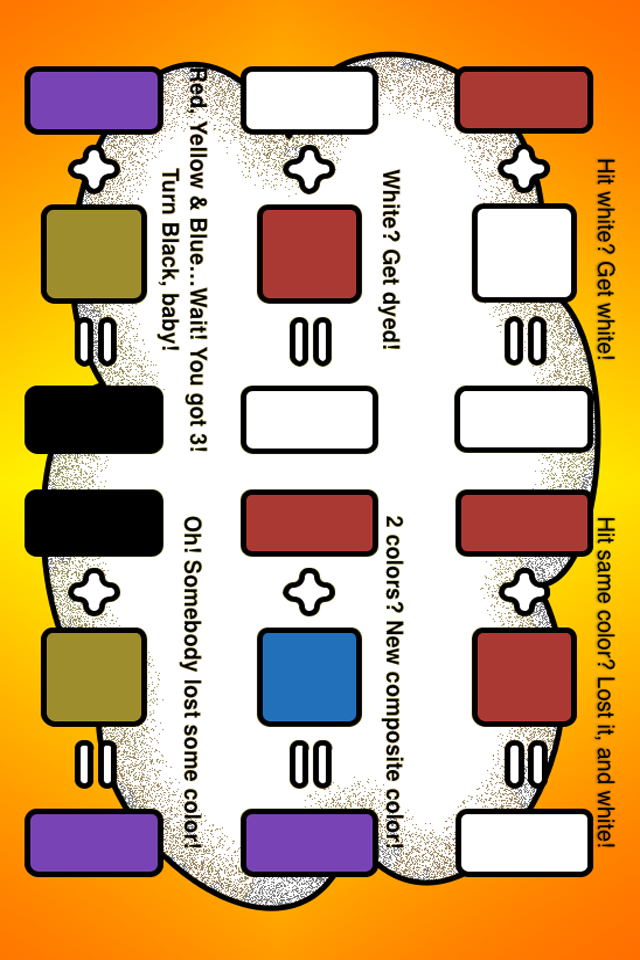 Hit white? Get white!
Hit same color? Lost it, and white!
White? Get dyed!
2 colors? New composite color!
Red, Yellow & Blue...Wait! You got 3!
Turn Black, baby!
Oh! Somebody lost some color!